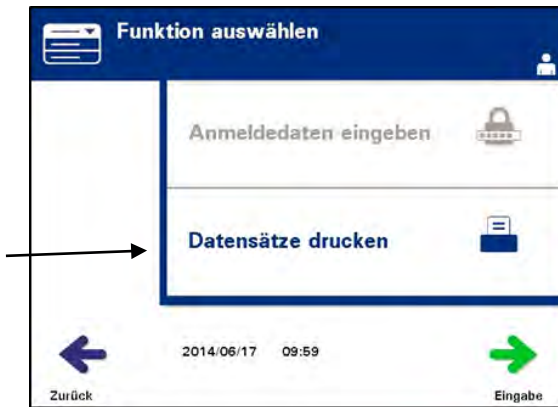 Funktion auswählen
Anmeldedaten eingeben
Datensätze drucken
2014/06/17 09:59
Zurück
Eingabe